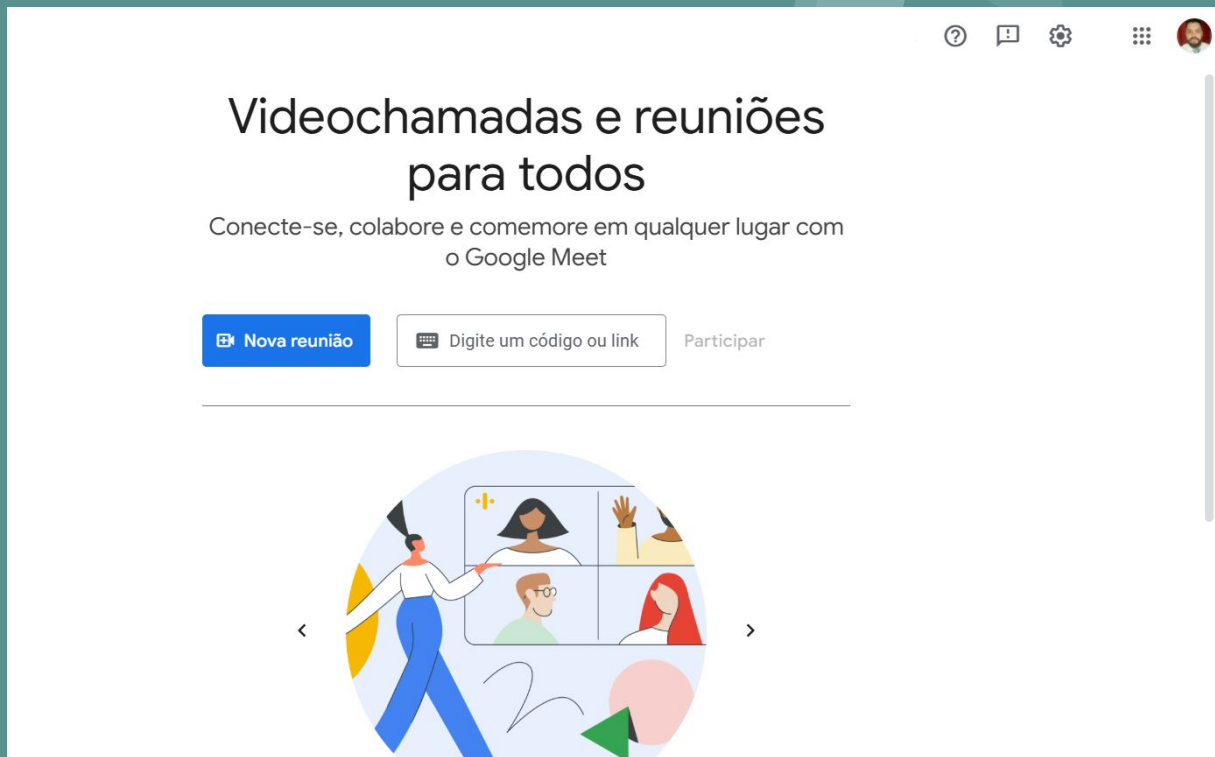 Videochamadas e reuniões
para todos
Conecte-se, colabore e comemore em qualquer lugar com
o Google Meet
Nova reunião
Digite um código ou link
Participar